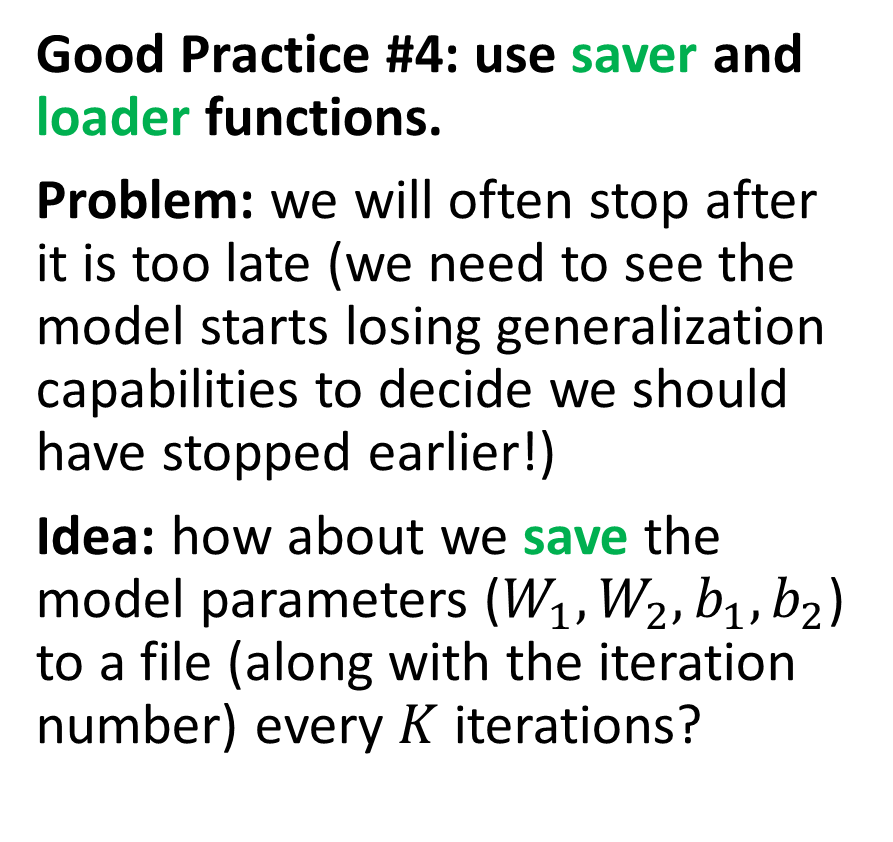 Good Practice #4: use saver and
loader functions.
Problem: we will often stop after
it is too late (we need to see the
model starts losing generalization
capabilities to decide we should
have stopped earlier!)
Idea: how about we save the
model parameters (𝑊₁, 𝑊₂, 𝑏₁, 𝑏₂)
to a file (along with the iteration
number) every 𝐾 iterations?